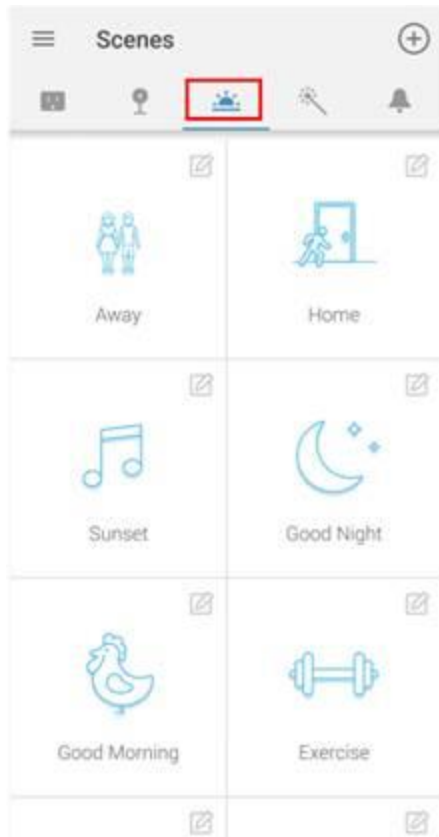 Scenes
Away
Home
Sunset
Good Night
Good Morning
Exercise